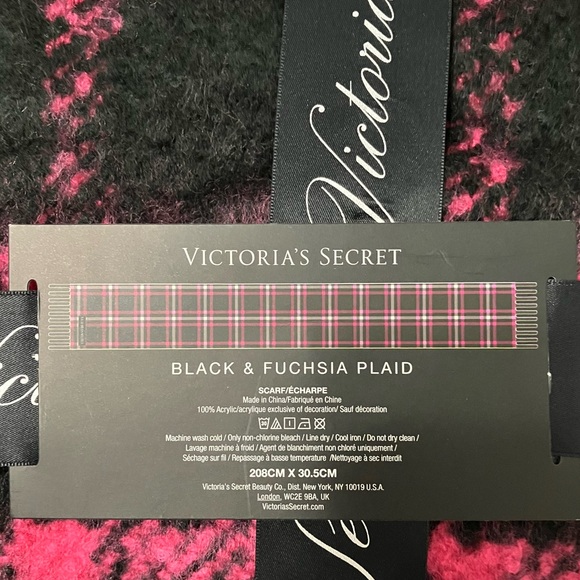 Victoria
VICTORIA'S SECRET
BLACK & FUCHSIA PLAID
SCARF/ÉCHARPE
Made in China/Fabriqué en Chine
100% Acrylic/acrylique exclusive of decoration/ Sauf décoration
Machine wash cold / Only non-chlorine bleach / Line dry / Cool iron / Do not dry clean /
Lavage machine à froid / Agent de blanchiment non chloré uniquement /
Séchage sur fil / Repassage à basse temperature /Nettoyage à sec interdit
208CM X 30.5CM
Victoria's Secret Beauty Co., Dist. New York, NY 10019 U.S.A.
London, WC2E 9BA, UK
VictoriasSecret.com